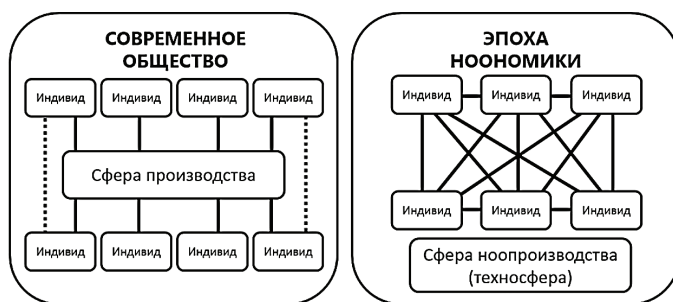 СОВРЕМЕННОЕ
ОБЩЕСТВО
Индивид Индивид Индивид Индивид
Сфера производства
Индивид Индивид Индивид Индивид
ЭПОХА
НООНОМИКИ
Индивид Индивид Индивид
Индивид Индивид Индивид
Сфера ноопроизводства
(техносфера)